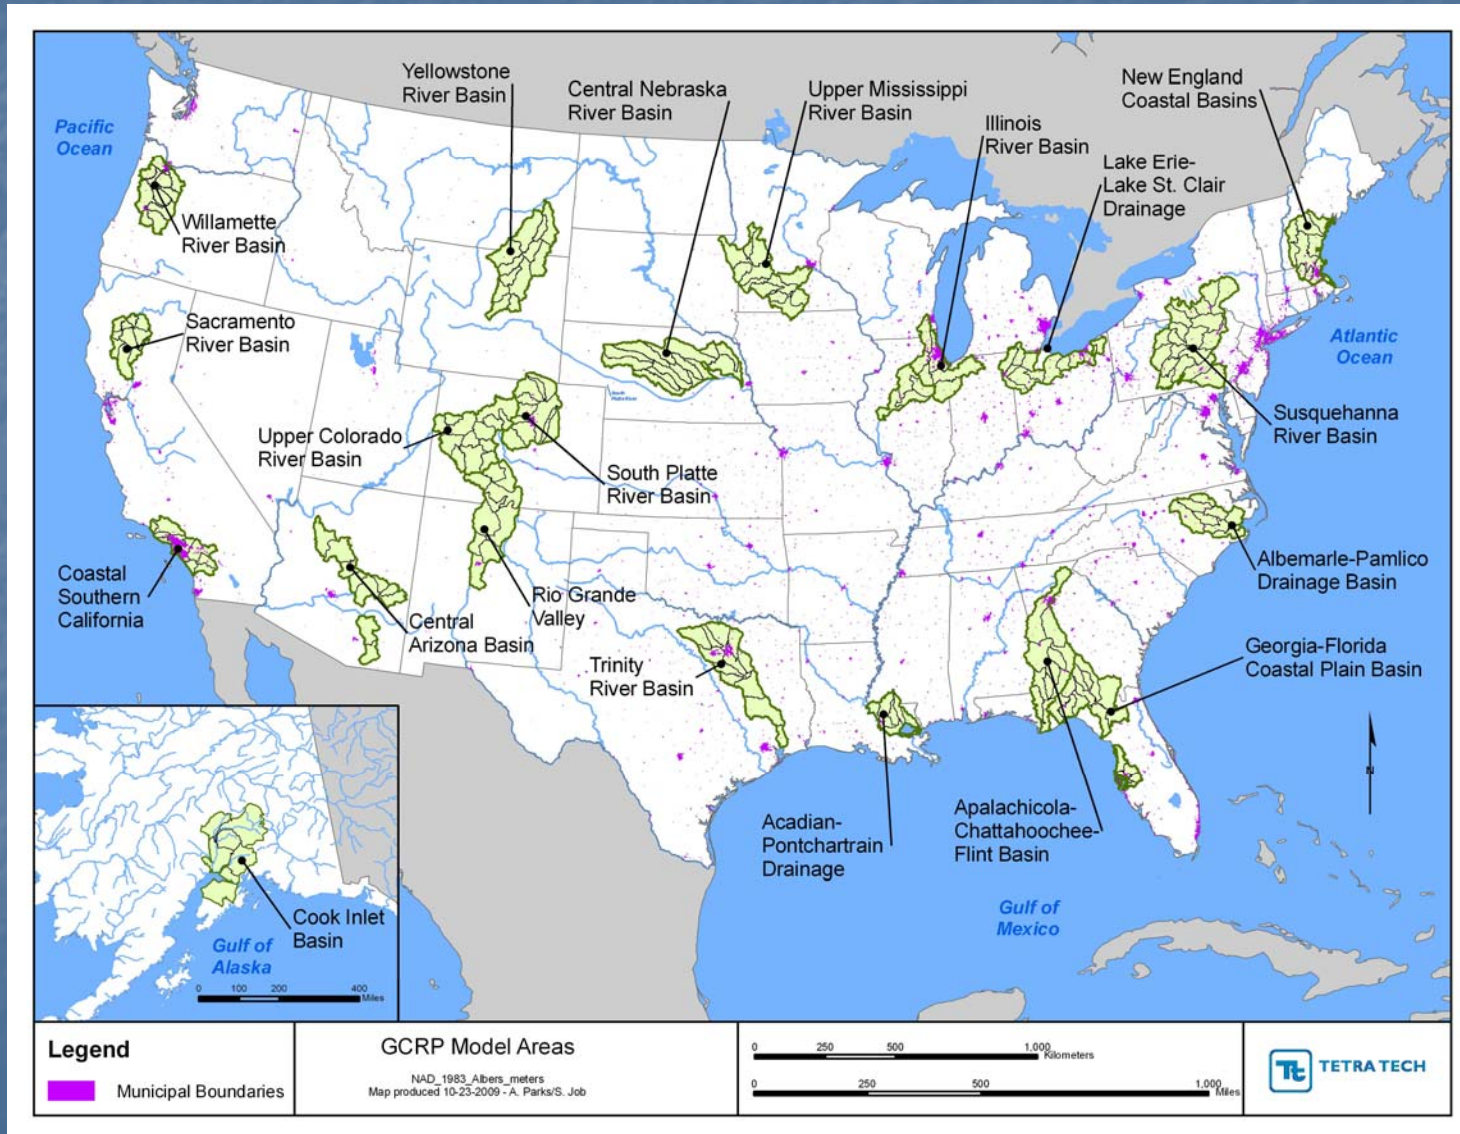 Yellowstone
River Basin
Central Nebraska
River Basin
Upper Mississippi
River Basin
New England
Coastal Basins
Illinois
River Basin
Lake Erie-
Lake St. Clair
Drainage
Pacific
Ocean
Willamette
River Basin
Sacramento
River Basin
Atlantic
Ocean
Susquehanna
River Basin
Upper Colorado
River Basin
South Platte
River Basin
Coastal
Southern
California
Central
Arizona Basin
Rio Grande
Valley
Albemarle-Pamlico
Drainage Basin
Trinity
River Basin
Georgia-Florida
Coastal Plain Basin
N
Acadian-
Pontchartrain
Drainage
Apalachicola-
Chattahoochee-
Flint Basin
Gulf of
Mexico
Cook Inlet
Basin
Gulf of
Alaska
0 100 200 400
Miles
Legend
Municipal Boundaries
GCRP Model Areas
NAD_1983_Albers_meters
Map produced 10-23-2009 - A. Parks/S. Job
0 250 500 1,000
Kilometers
0 250 500 1,000
Miles
Tt TETRA TECH